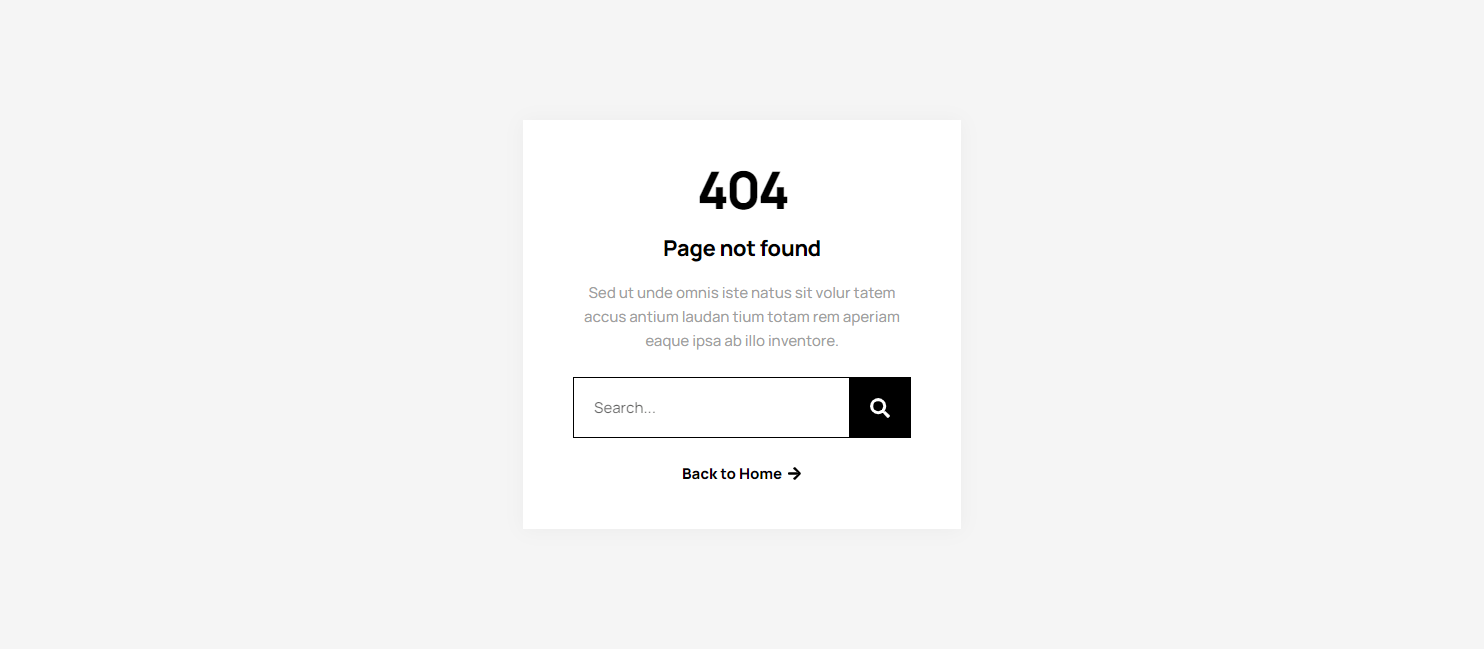 404
Page not found
Sed ut unde omnis iste natus sit volur tatem
accus antium laudan tium totam rem aperiam
eaque ipsa ab illo inventore.
Search...
Back to Home